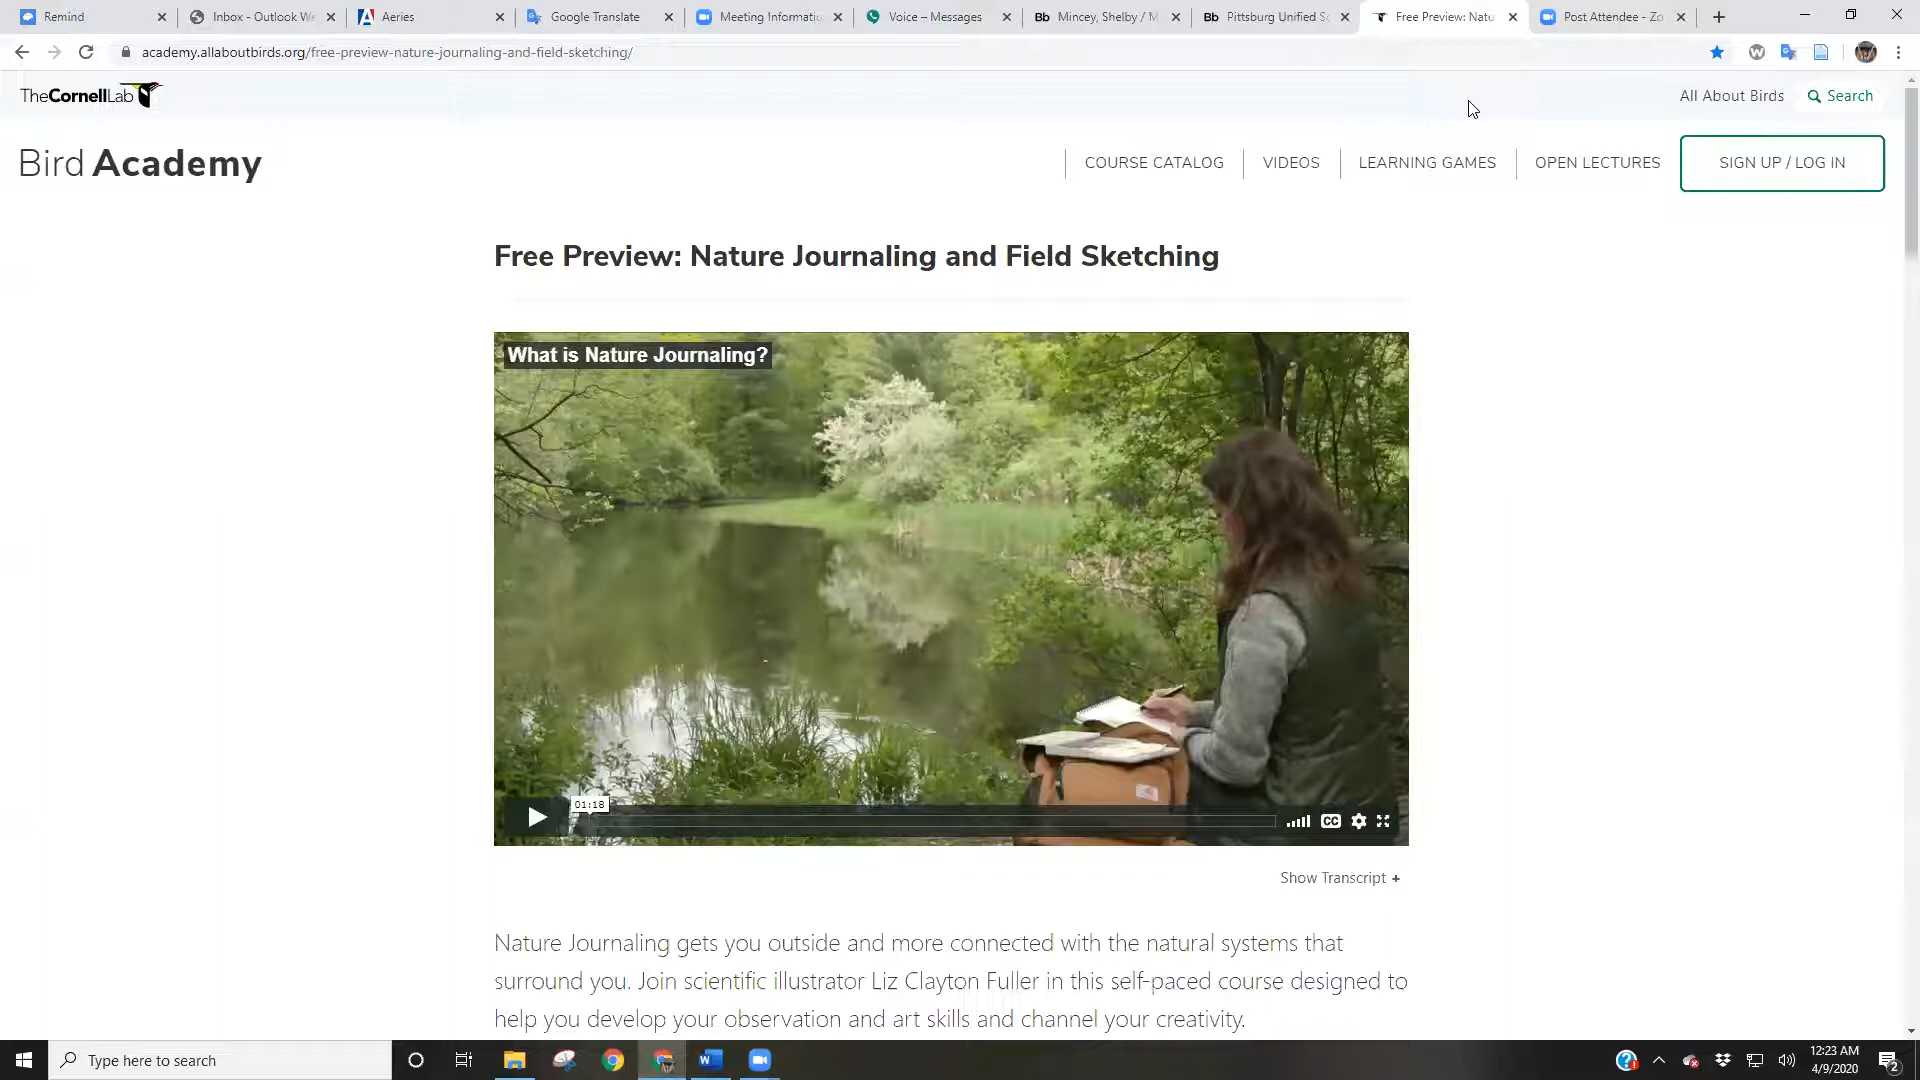 Remind
Inbox - Outlook We
Aeries
Google Translate
Meeting Informatio
Voice – Messages
Bb Mincey, Shelby / M
Bb Pittsburg Unified Sc
Free Preview: Natu
Post Attendee - Zo
academy.allaboutbirds.org/free-preview-nature-journaling-and-field-sketching/
TheCornellLab
All About Birds
Search
Bird Academy
COURSE CATALOG
VIDEOS
LEARNING GAMES
OPEN LECTURES
SIGN UP / LOG IN
Free Preview: Nature Journaling and Field Sketching
What is Nature Journaling?
01:18
CC
Show Transcript +
Nature Journaling gets you outside and more connected with the natural systems that
surround you. Join scientific illustrator Liz Clayton Fuller in this self-paced course designed to
help you develop your observation and art skills and channel your creativity.
Type here to search
12:23 AM
4/9/2020
2